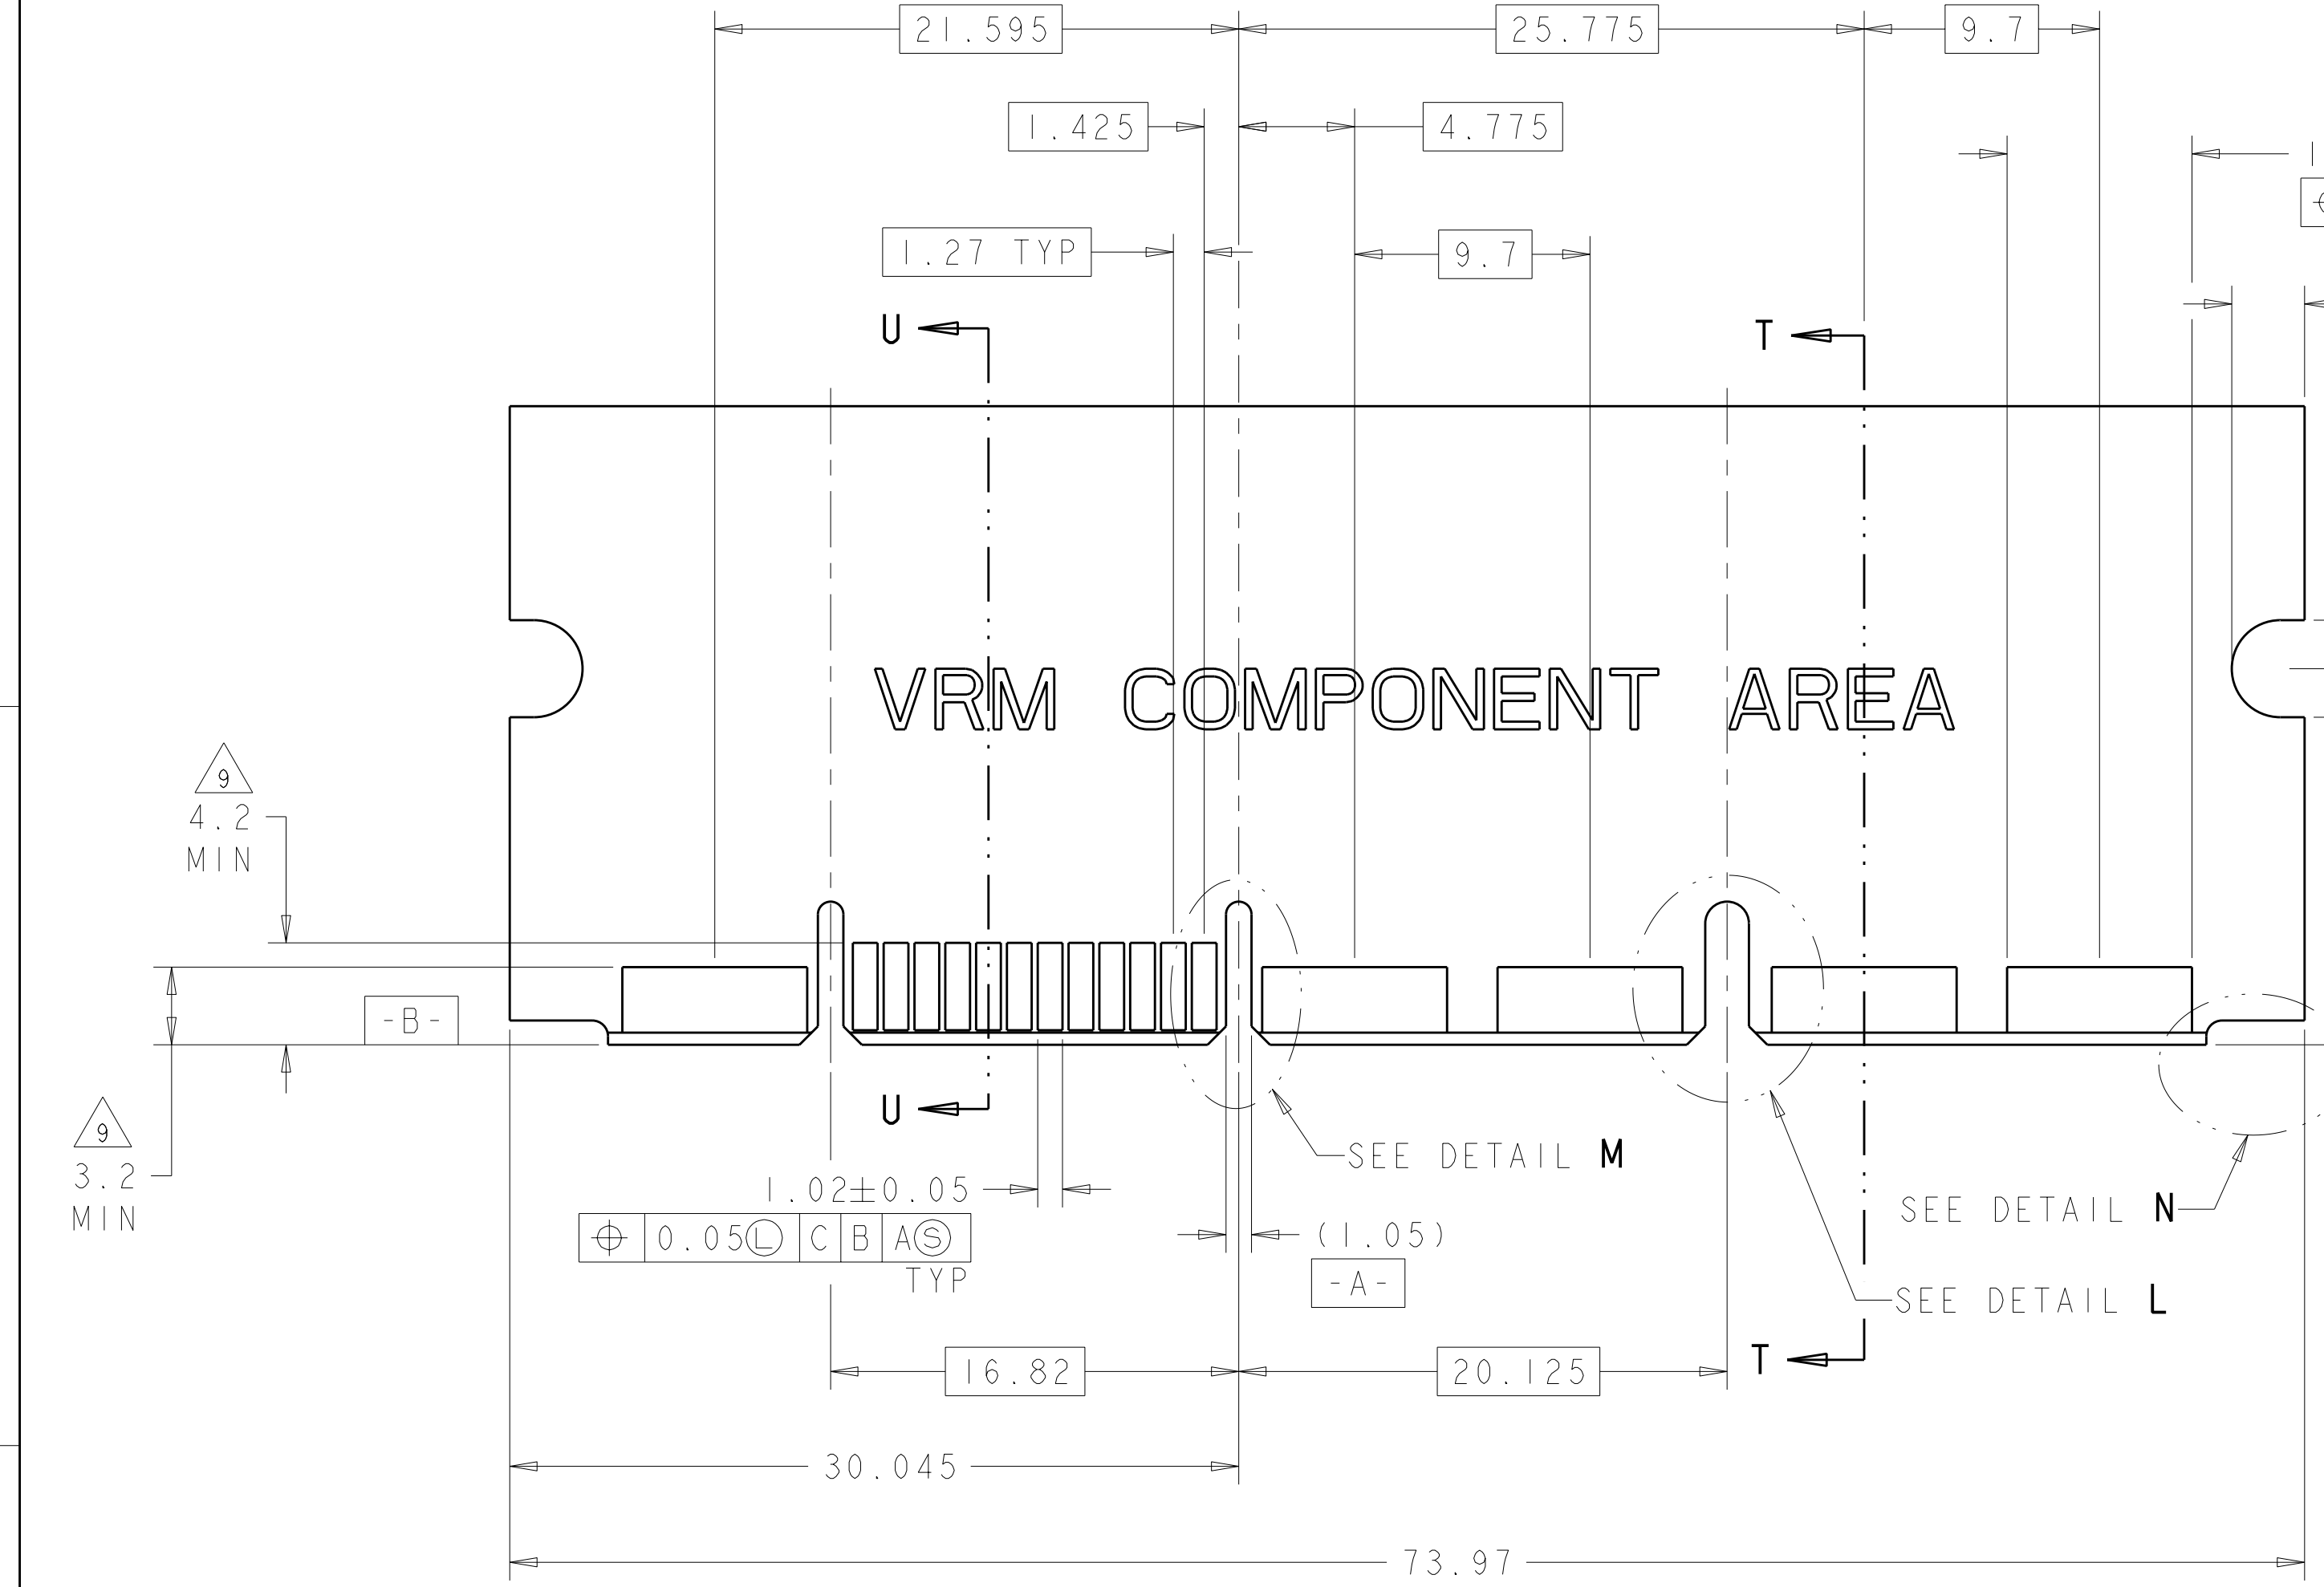 21.595
25.775
9.7
1.425
4.775
1.27 TYP
9.7
U
T
VRM COMPONENT AREA
9
4.2
MIN
-B-
9
3.2
MIN
U
SEE DETAIL M
1.02±0.05
⌖ 0.05Ⓛ C B AⓈ
TYP
(1.05)
-A-
SEE DETAIL N
SEE DETAIL L
T
16.82
20.125
30.045
73.97